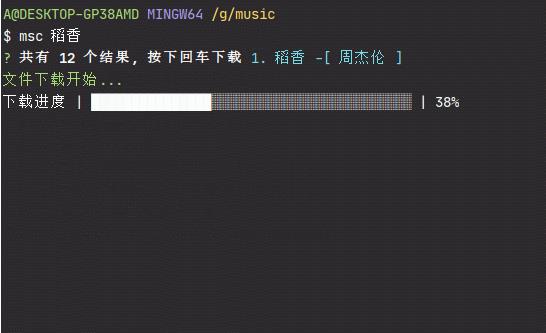 A@DESKTOP-GP38AMD MINGW64 /g/music
$ msc 稻香
? 共有 12 个结果, 按下回车下载 1. 稻香 -[ 周杰伦 ]
文件下载开始...
下载进度 | | 38%